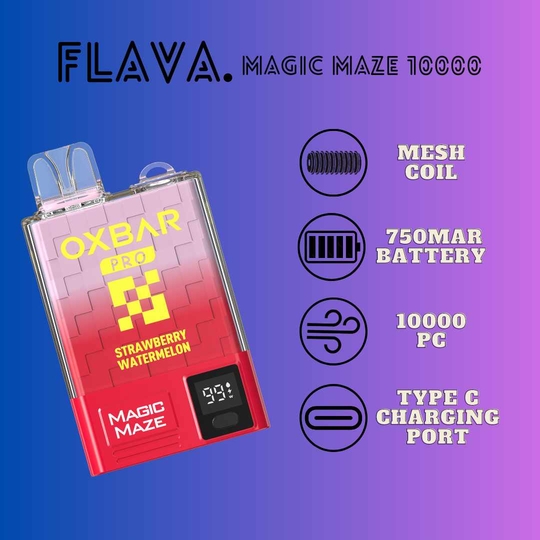 FLAVA. MAGIC MAZE 10000
MESH
COIL
750MAR
BATTERY
10000
PC
TYPE C
CHARGING
PORT
OXBAR
PRO
STRAWBERRY
WATERMELON
MAGIC
MAZE
99